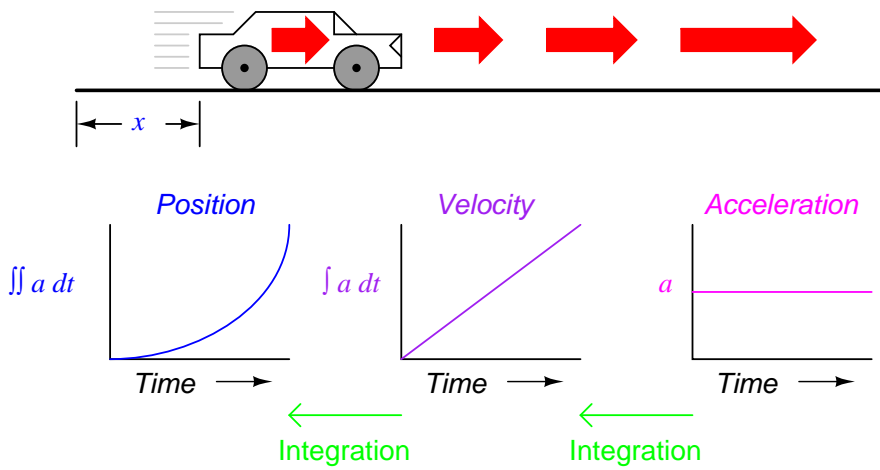 x
Position
Velocity
Acceleration
∬ a dt
∫ a dt
a
Time
Time
Time
Integration
Integration